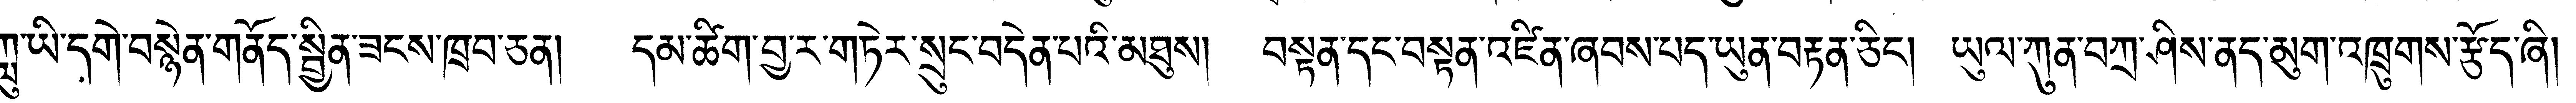 ཀླུ་ཡི་དགེ་བསྙེན་གནོད་སྦྱིན་ཟངས་ཁྲབ་ཅན། དམ་ཚིག་བྱ་ར་གཏེར་སྲུང་བདེན་པའི་མཐུས། བསྟན་དང་བསྟན་འཛིན་ཞབས་པད་ཡུན་བརྟན་ཅིང། ཡུལ་ཀུན་བཀྲ་ཤིས་ནད་མུག་འཁྲུགས་རྩོད་ཞི།